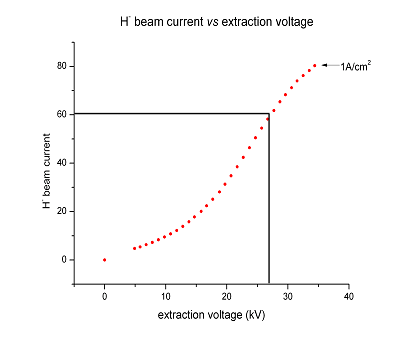 H⁻ beam current vs extraction voltage
80
1A/cm²
60
40
20
0
H⁻ beam current
0 10 20 30 40
extraction voltage (kV)